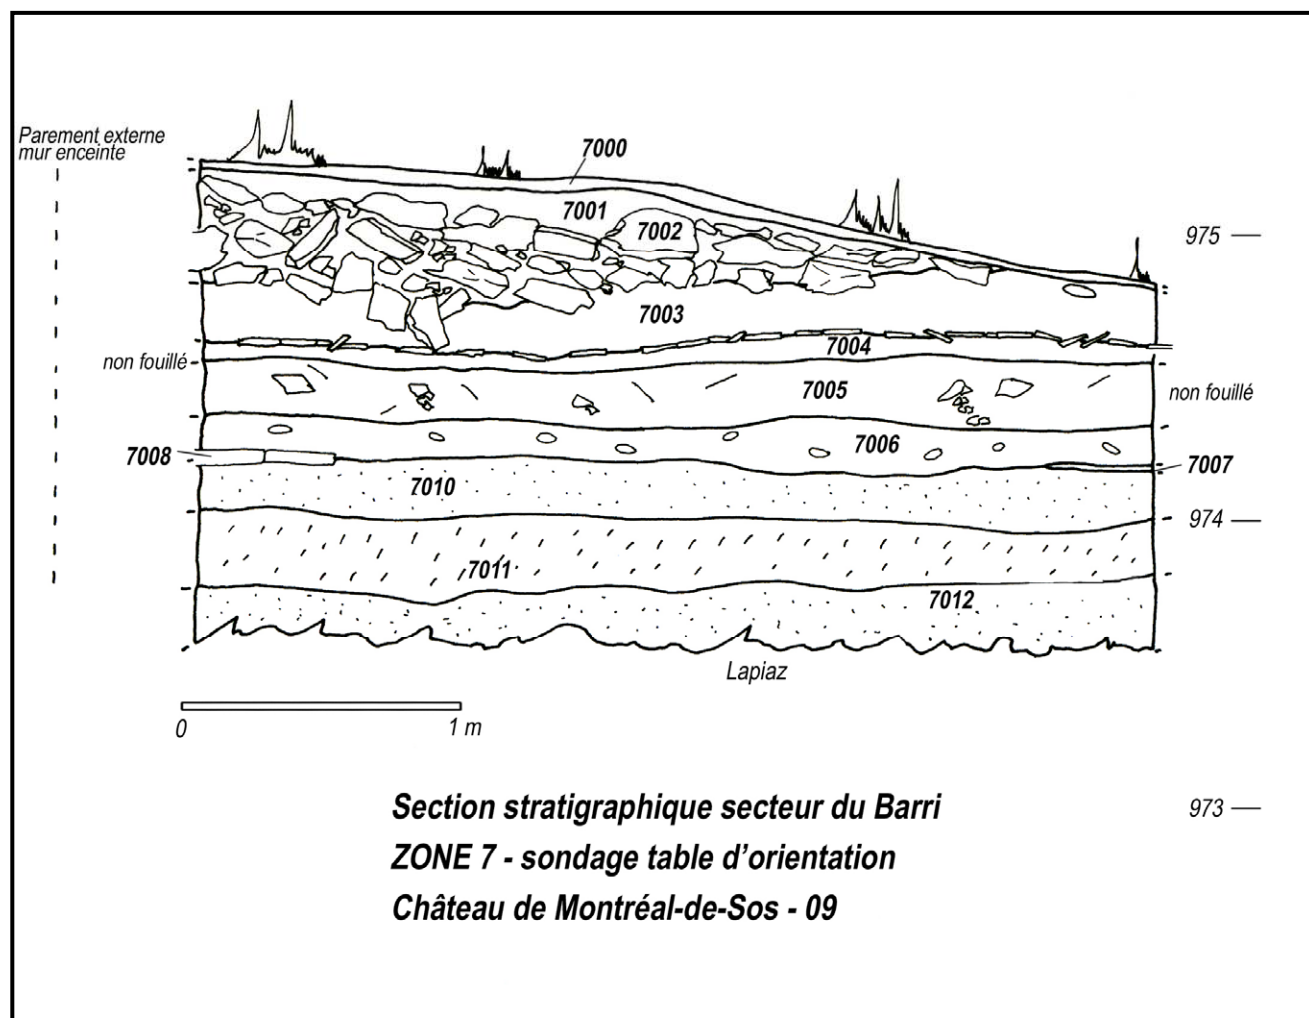 Parement externe
mur enceinte
7000
7001
7002
975
7003
7004
non fouillé
7005
non fouillé
7006
7008
7007
7010
974
7011
7012
Lapiaz
0
1 m
Section stratigraphique secteur du Barri
973
ZONE 7 - sondage table d'orientation
Château de Montréal-de-Sos - 09